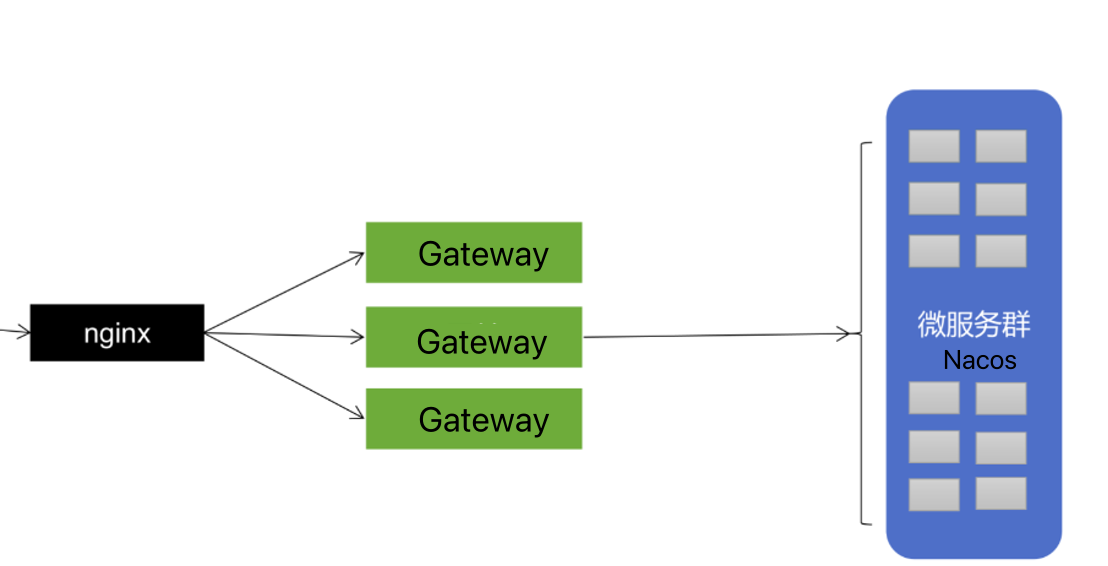 nginx
Gateway
Gateway
Gateway
微服务群
Nacos